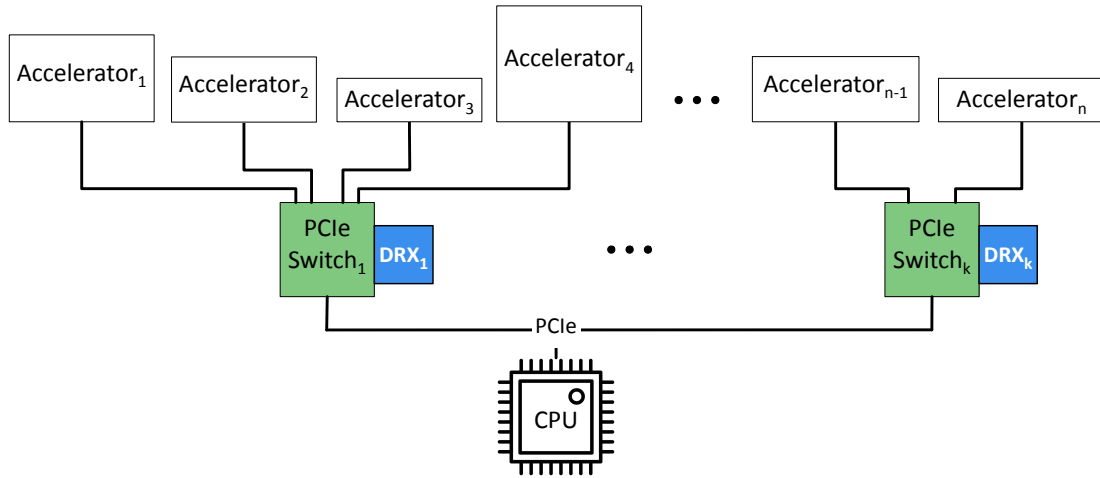 Accelerator₁
Accelerator₂
Accelerator₃
Accelerator₄
Acceleratorₙ₋₁
Acceleratorₙ
PCIe
Switch₁
DRX₁
PCIe
Switchₖ
DRXₖ
PCIe
CPU